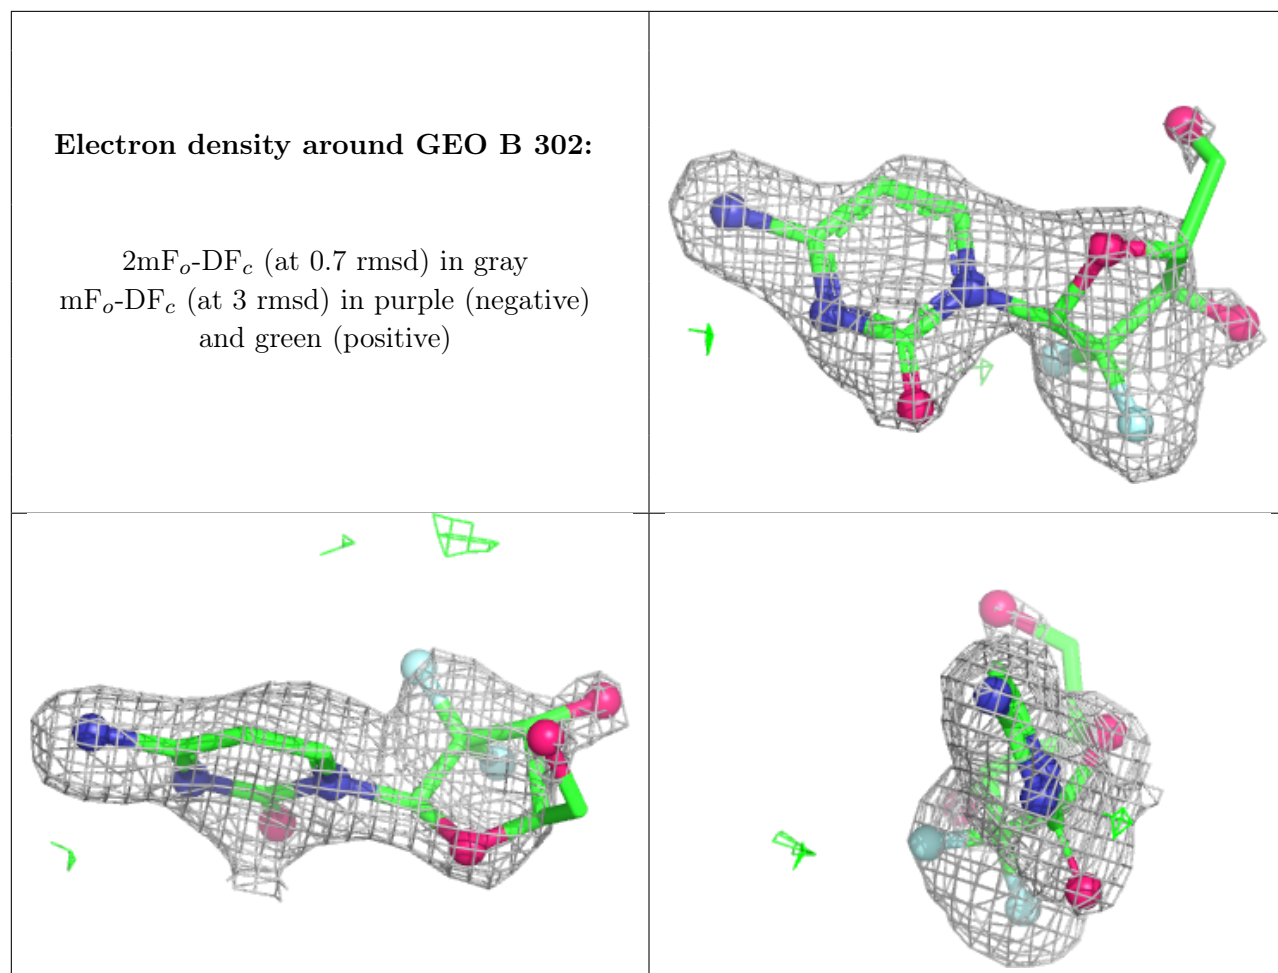 Electron density around GEO B 302:
2mFo-DFc (at 0.7 rmsd) in gray
mFo-DFc (at 3 rmsd) in purple (negative)
and green (positive)